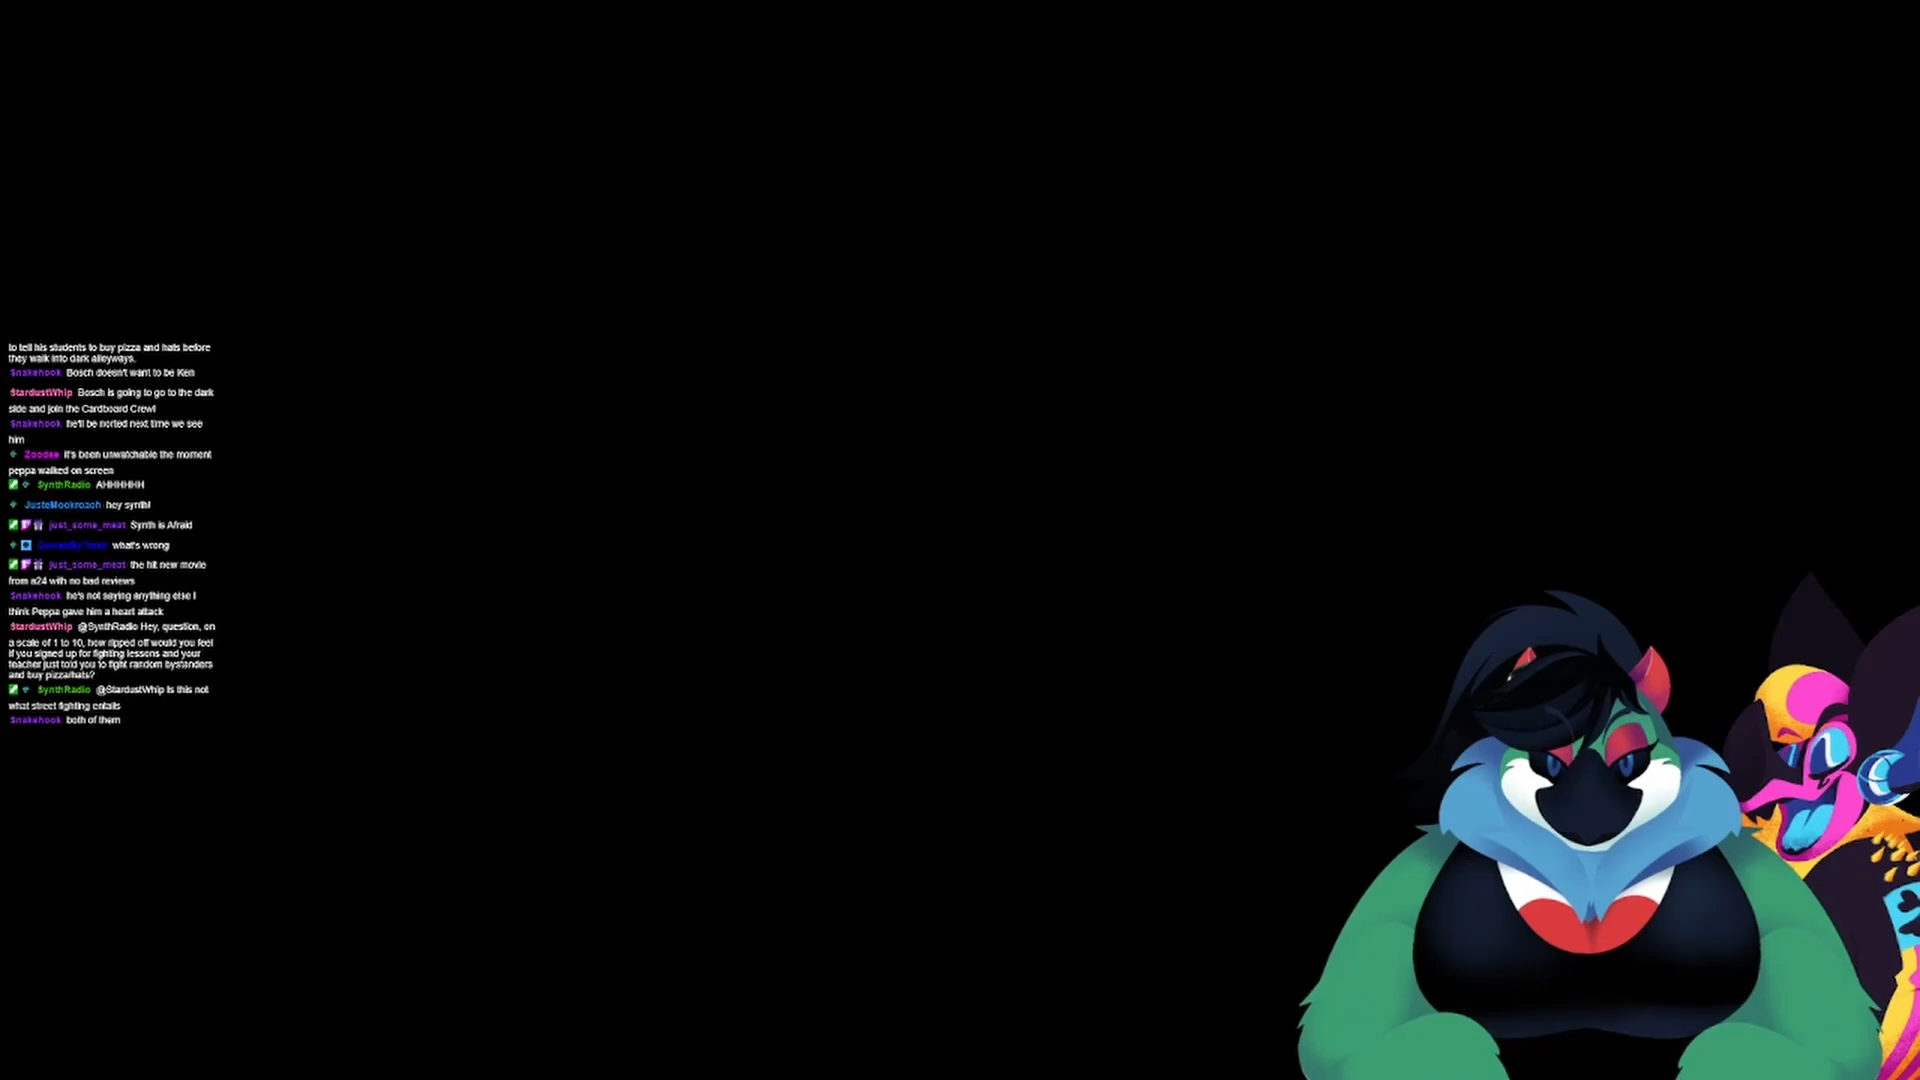 to tell his students to buy pizza and hats before
they walk into dark alleyways.
Snakehook Bosch doesn't want to be Ken
StardustWhip Bosch is going to go to the dark
side and join the Cardboard Crew!
Snakehook he'll be norted next time we see
him
Zoodee it's been unwatchable the moment
peppa walked on screen
SynthRadio AHHHHHH
JusteMockroach hey synth!
just_some_meat Synth is Afraid
what's wrong
just_some_meat the hit new movie
from a24 with no bad reviews
Snakehook he's not saying anything else I
think Peppa gave him a heart attack
StardustWhip @SynthRadio Hey, question, on
a scale of 1 to 10, how ripped off would you feel
if you signed up for fighting lessons and your
teacher just told you to fight random bystanders
and buy pizza/hats?
SynthRadio @StardustWhip Is this not
what street fighting entails
Snakehook both of them